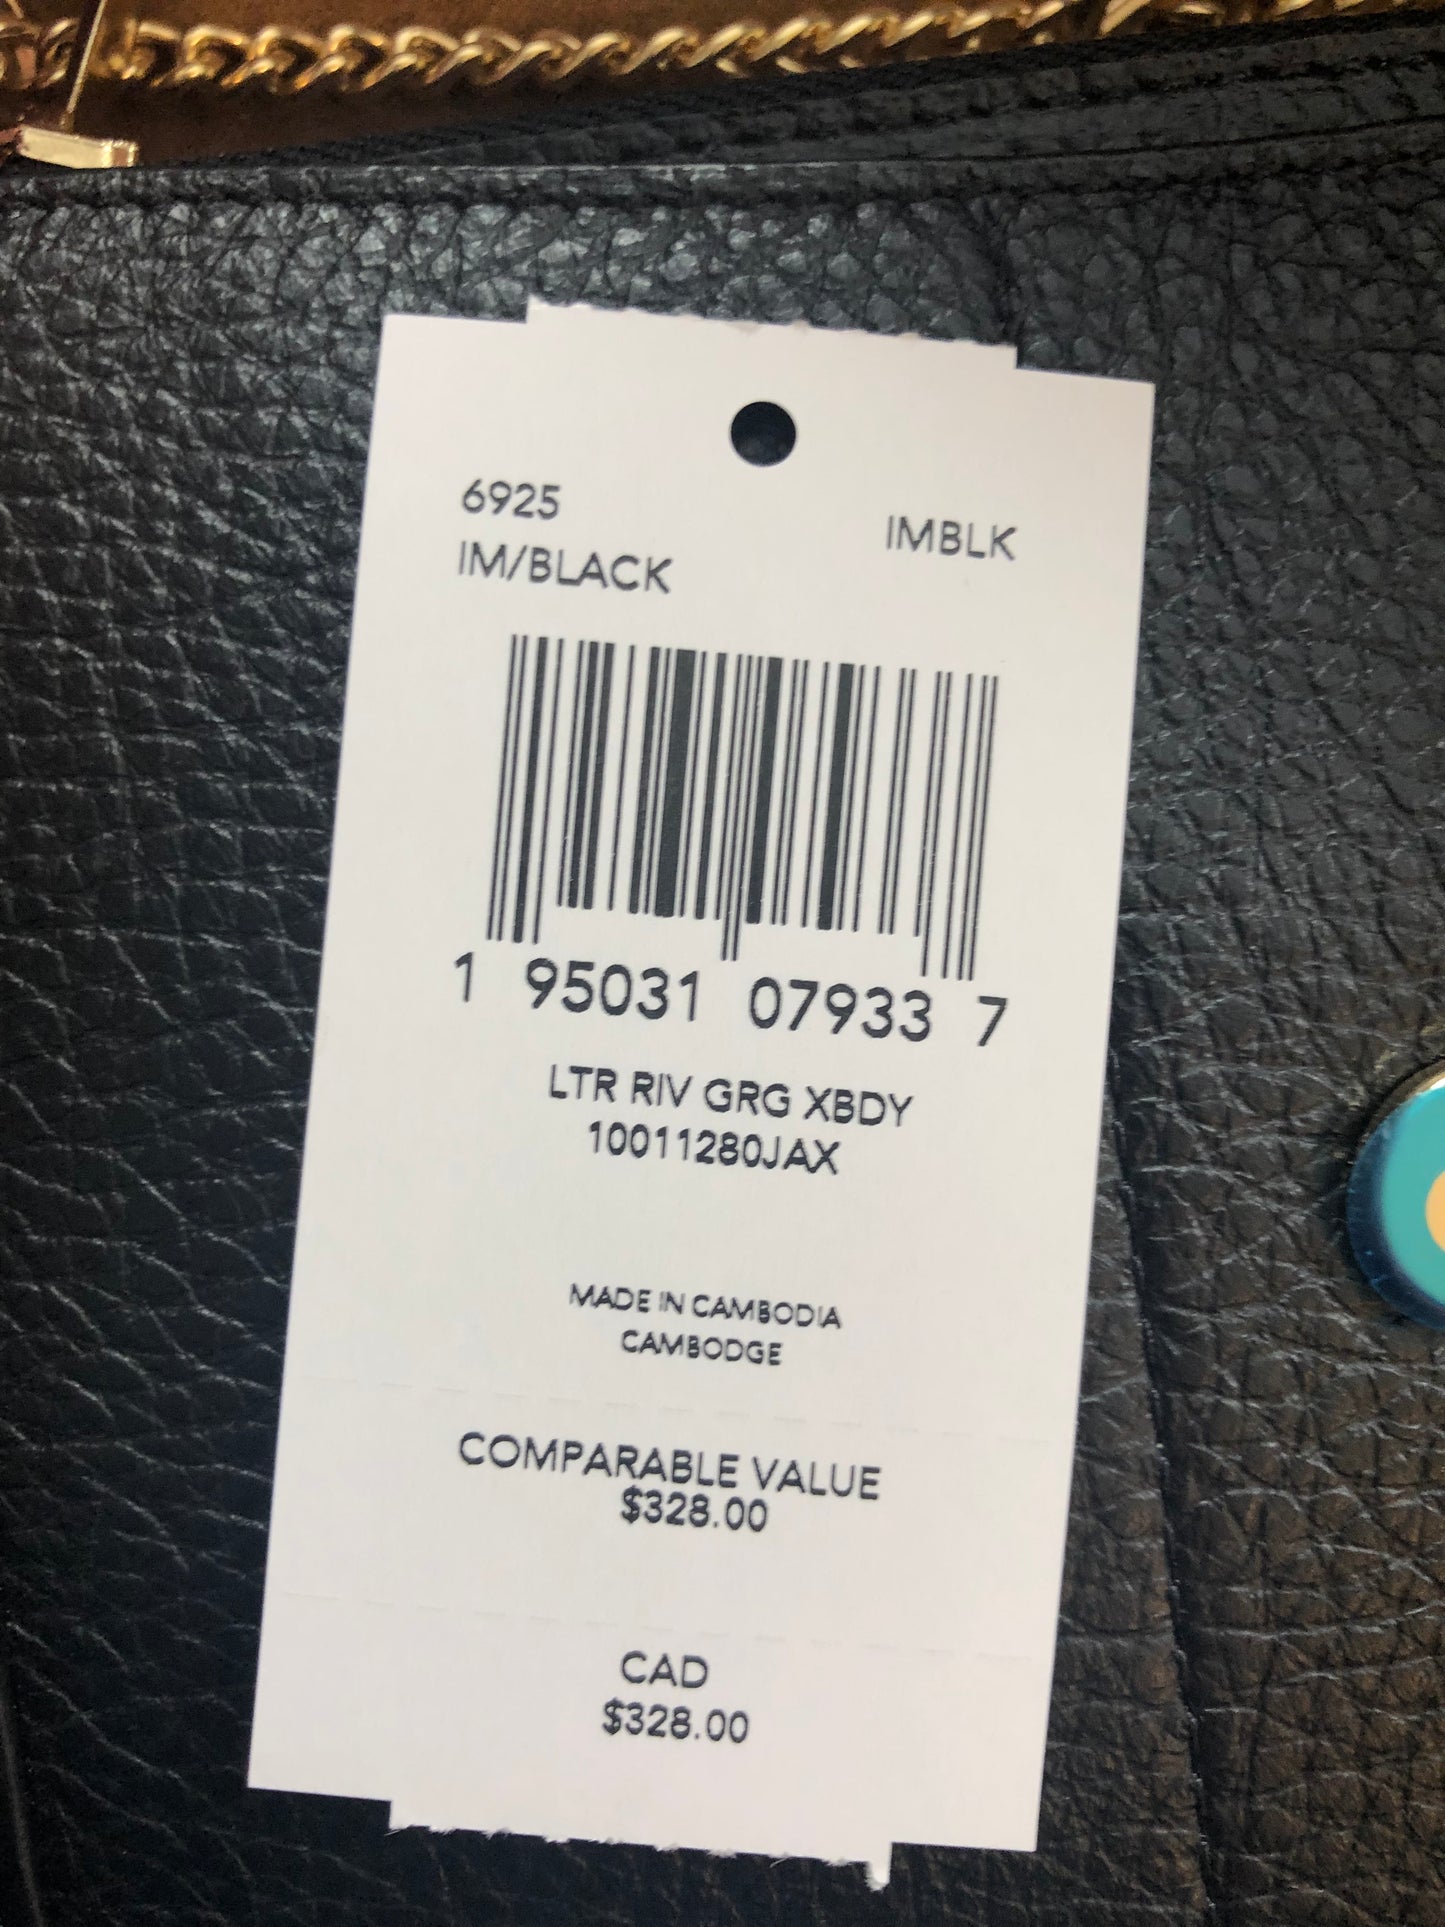 6925 IMBLK
IM/BLACK
1 95031 07933 7
LTR RIV GRG XBDY
10011280JAX
MADE IN CAMBODIA
CAMBODGE
COMPARABLE VALUE
$328.00
CAD
$328.00